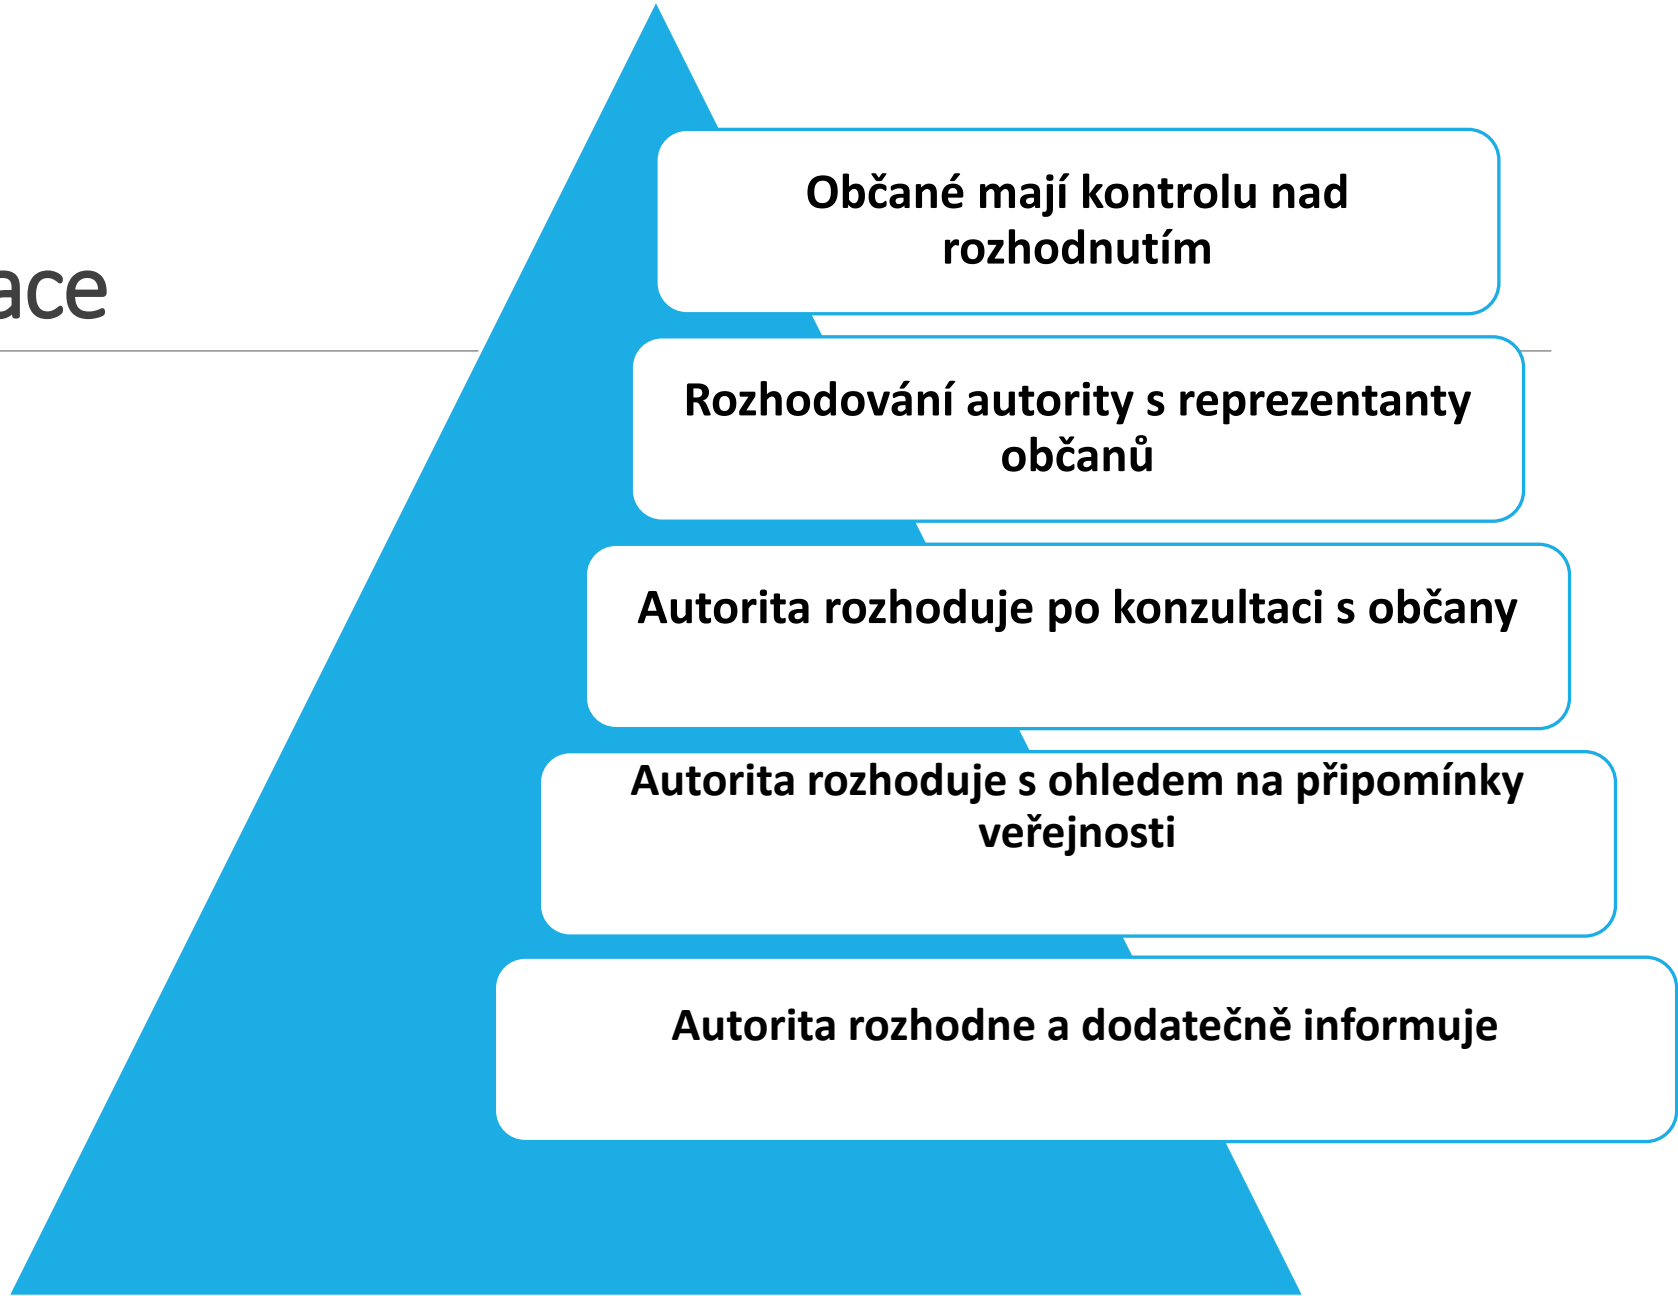 Občané mají kontrolu nad
rozhodnutím
ace
Rozhodování autority s reprezentanty
občanů
Autorita rozhoduje po konzultaci s občany
Autorita rozhoduje s ohledem na připomínky
veřejnosti
Autorita rozhodne a dodatečně informuje